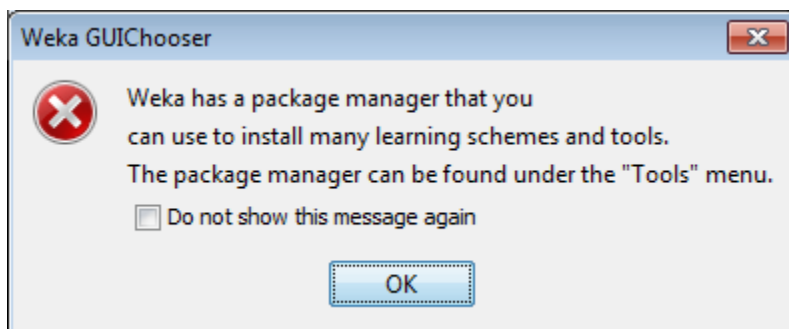 Weka GUIChooser
Weka has a package manager that you
can use to install many learning schemes and tools.
The package manager can be found under the "Tools" menu.
Do not show this message again
OK